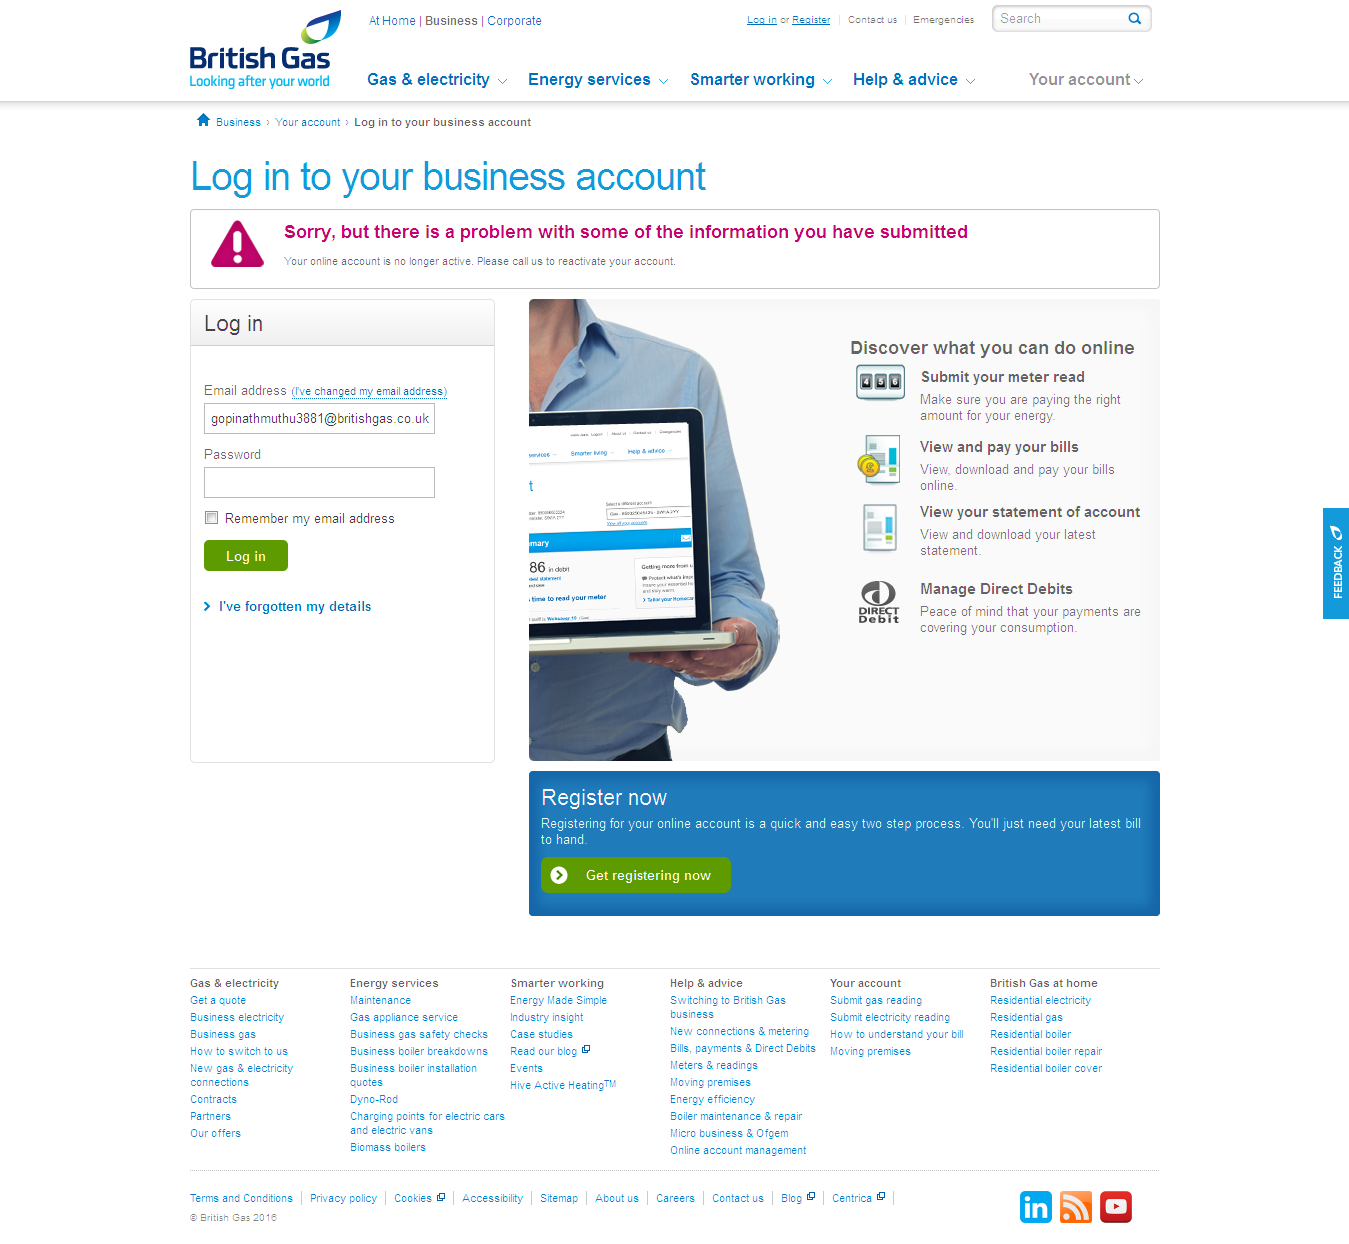 At Home | Business | Corporate
Log in or Register
Contact us
Emergencies
Search
British Gas
Looking after your world
Gas & electricity
Energy services
Smarter working
Help & advice
Your account
Business › Your account › Log in to your business account
Log in to your business account
Sorry, but there is a problem with some of the information you have submitted
Your online account is no longer active. Please call us to reactivate your account.
Log in
Email address (I've changed my email address)
gopinathmuthu3881@britishgas.co.uk
Password
Remember my email address
Log in
I've forgotten my details
Smarter living
Help & advice
86 in debit
Getting more from
Discover what you can do online
Submit your meter read
Make sure you are paying the right
amount for your energy.
View and pay your bills
View, download and pay your bills
online.
View your statement of account
View and download your latest
statement.
Manage Direct Debits
Peace of mind that your payments are
covering your consumption.
456
DIRECT
Debit
FEEDBACK
Register now
Registering for your online account is a quick and easy two step process. You'll just need your latest bill
to hand.
Get registering now
Gas & electricity
Get a quote
Business electricity
Business gas
How to switch to us
New gas & electricity
connections
Contracts
Partners
Our offers
Energy services
Maintenance
Gas appliance service
Business gas safety checks
Business boiler breakdowns
Business boiler installation
quotes
Dyno-Rod
Charging points for electric cars
and electric vans
Biomass boilers
Smarter working
Energy Made Simple
Industry insight
Case studies
Read our blog
Events
Hive Active Heating™
Help & advice
Switching to British Gas
business
New connections & metering
Bills, payments & Direct Debits
Meters & readings
Moving premises
Energy efficiency
Boiler maintenance & repair
Micro business & Ofgem
Online account management
Your account
Submit gas reading
Submit electricity reading
How to understand your bill
Moving premises
British Gas at home
Residential electricity
Residential gas
Residential boiler
Residential boiler repair
Residential boiler cover
Terms and Conditions
Privacy policy
Cookies
Accessibility
Sitemap
About us
Careers
Contact us
Blog
Centrica
© British Gas 2016
in